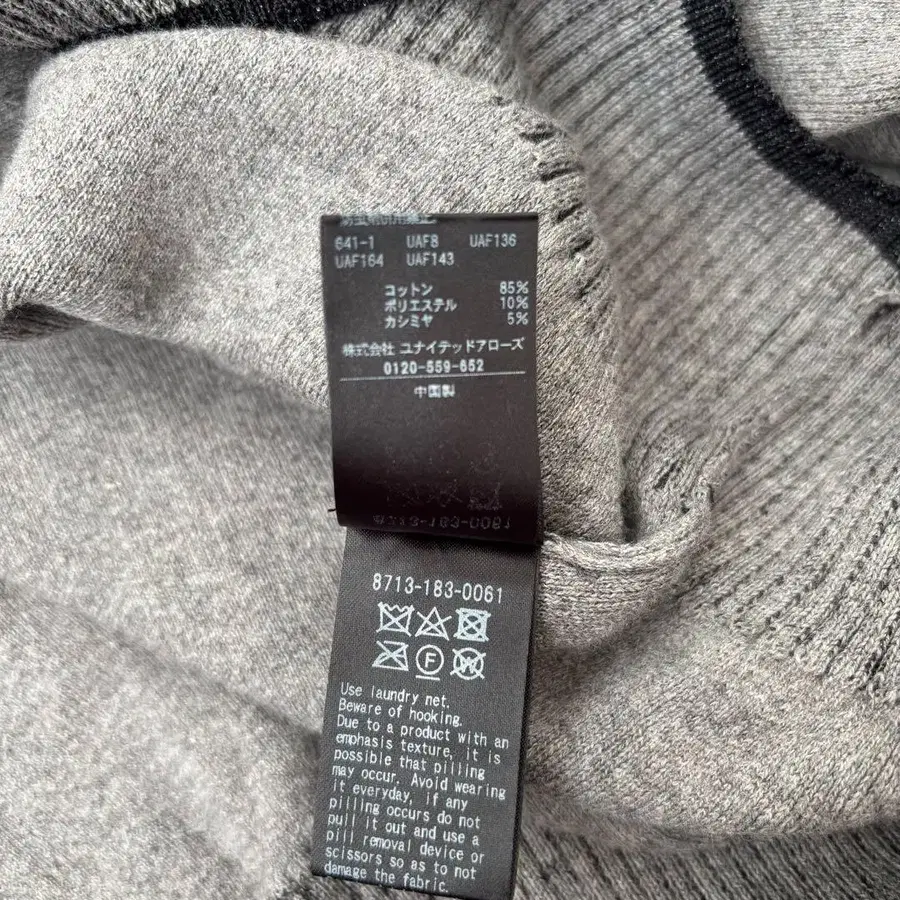 641-1 UAF8 UAF136
UAF164 UAF143
コットン 85%
ポリエステル 10%
カシミヤ 5%
株式会社 ユナイテッドアローズ
0120-559-652
中国製
8713-183-0061
Use laundry net.
Beware of hooking.
Due to a product with an
emphasis texture, it is
possible that pilling
may occur. Avoid wearing
it everyday, if any
pilling occurs do not
pull it out and use a
pill removal device or
scissors so as to not
damage the fabric.